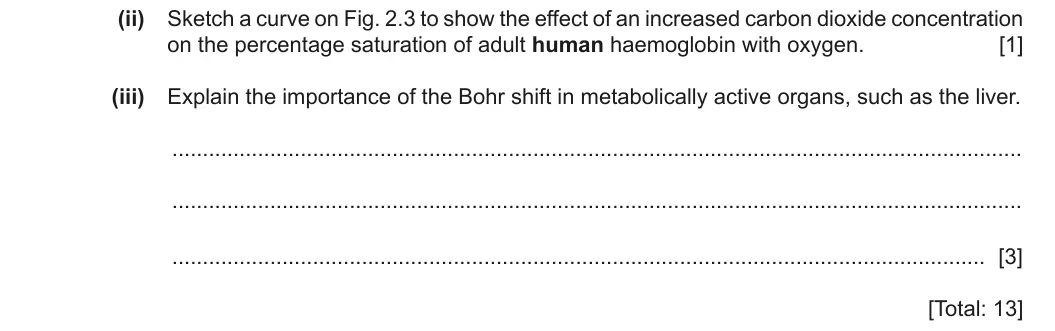 (ii) Sketch a curve on Fig. 2.3 to show the effect of an increased carbon dioxide concentration
on the percentage saturation of adult human haemoglobin with oxygen. [1]
(iii) Explain the importance of the Bohr shift in metabolically active organs, such as the liver.
..........................................................................................................................................
..........................................................................................................................................
.................................................................................................................................... [3]
[Total: 13]